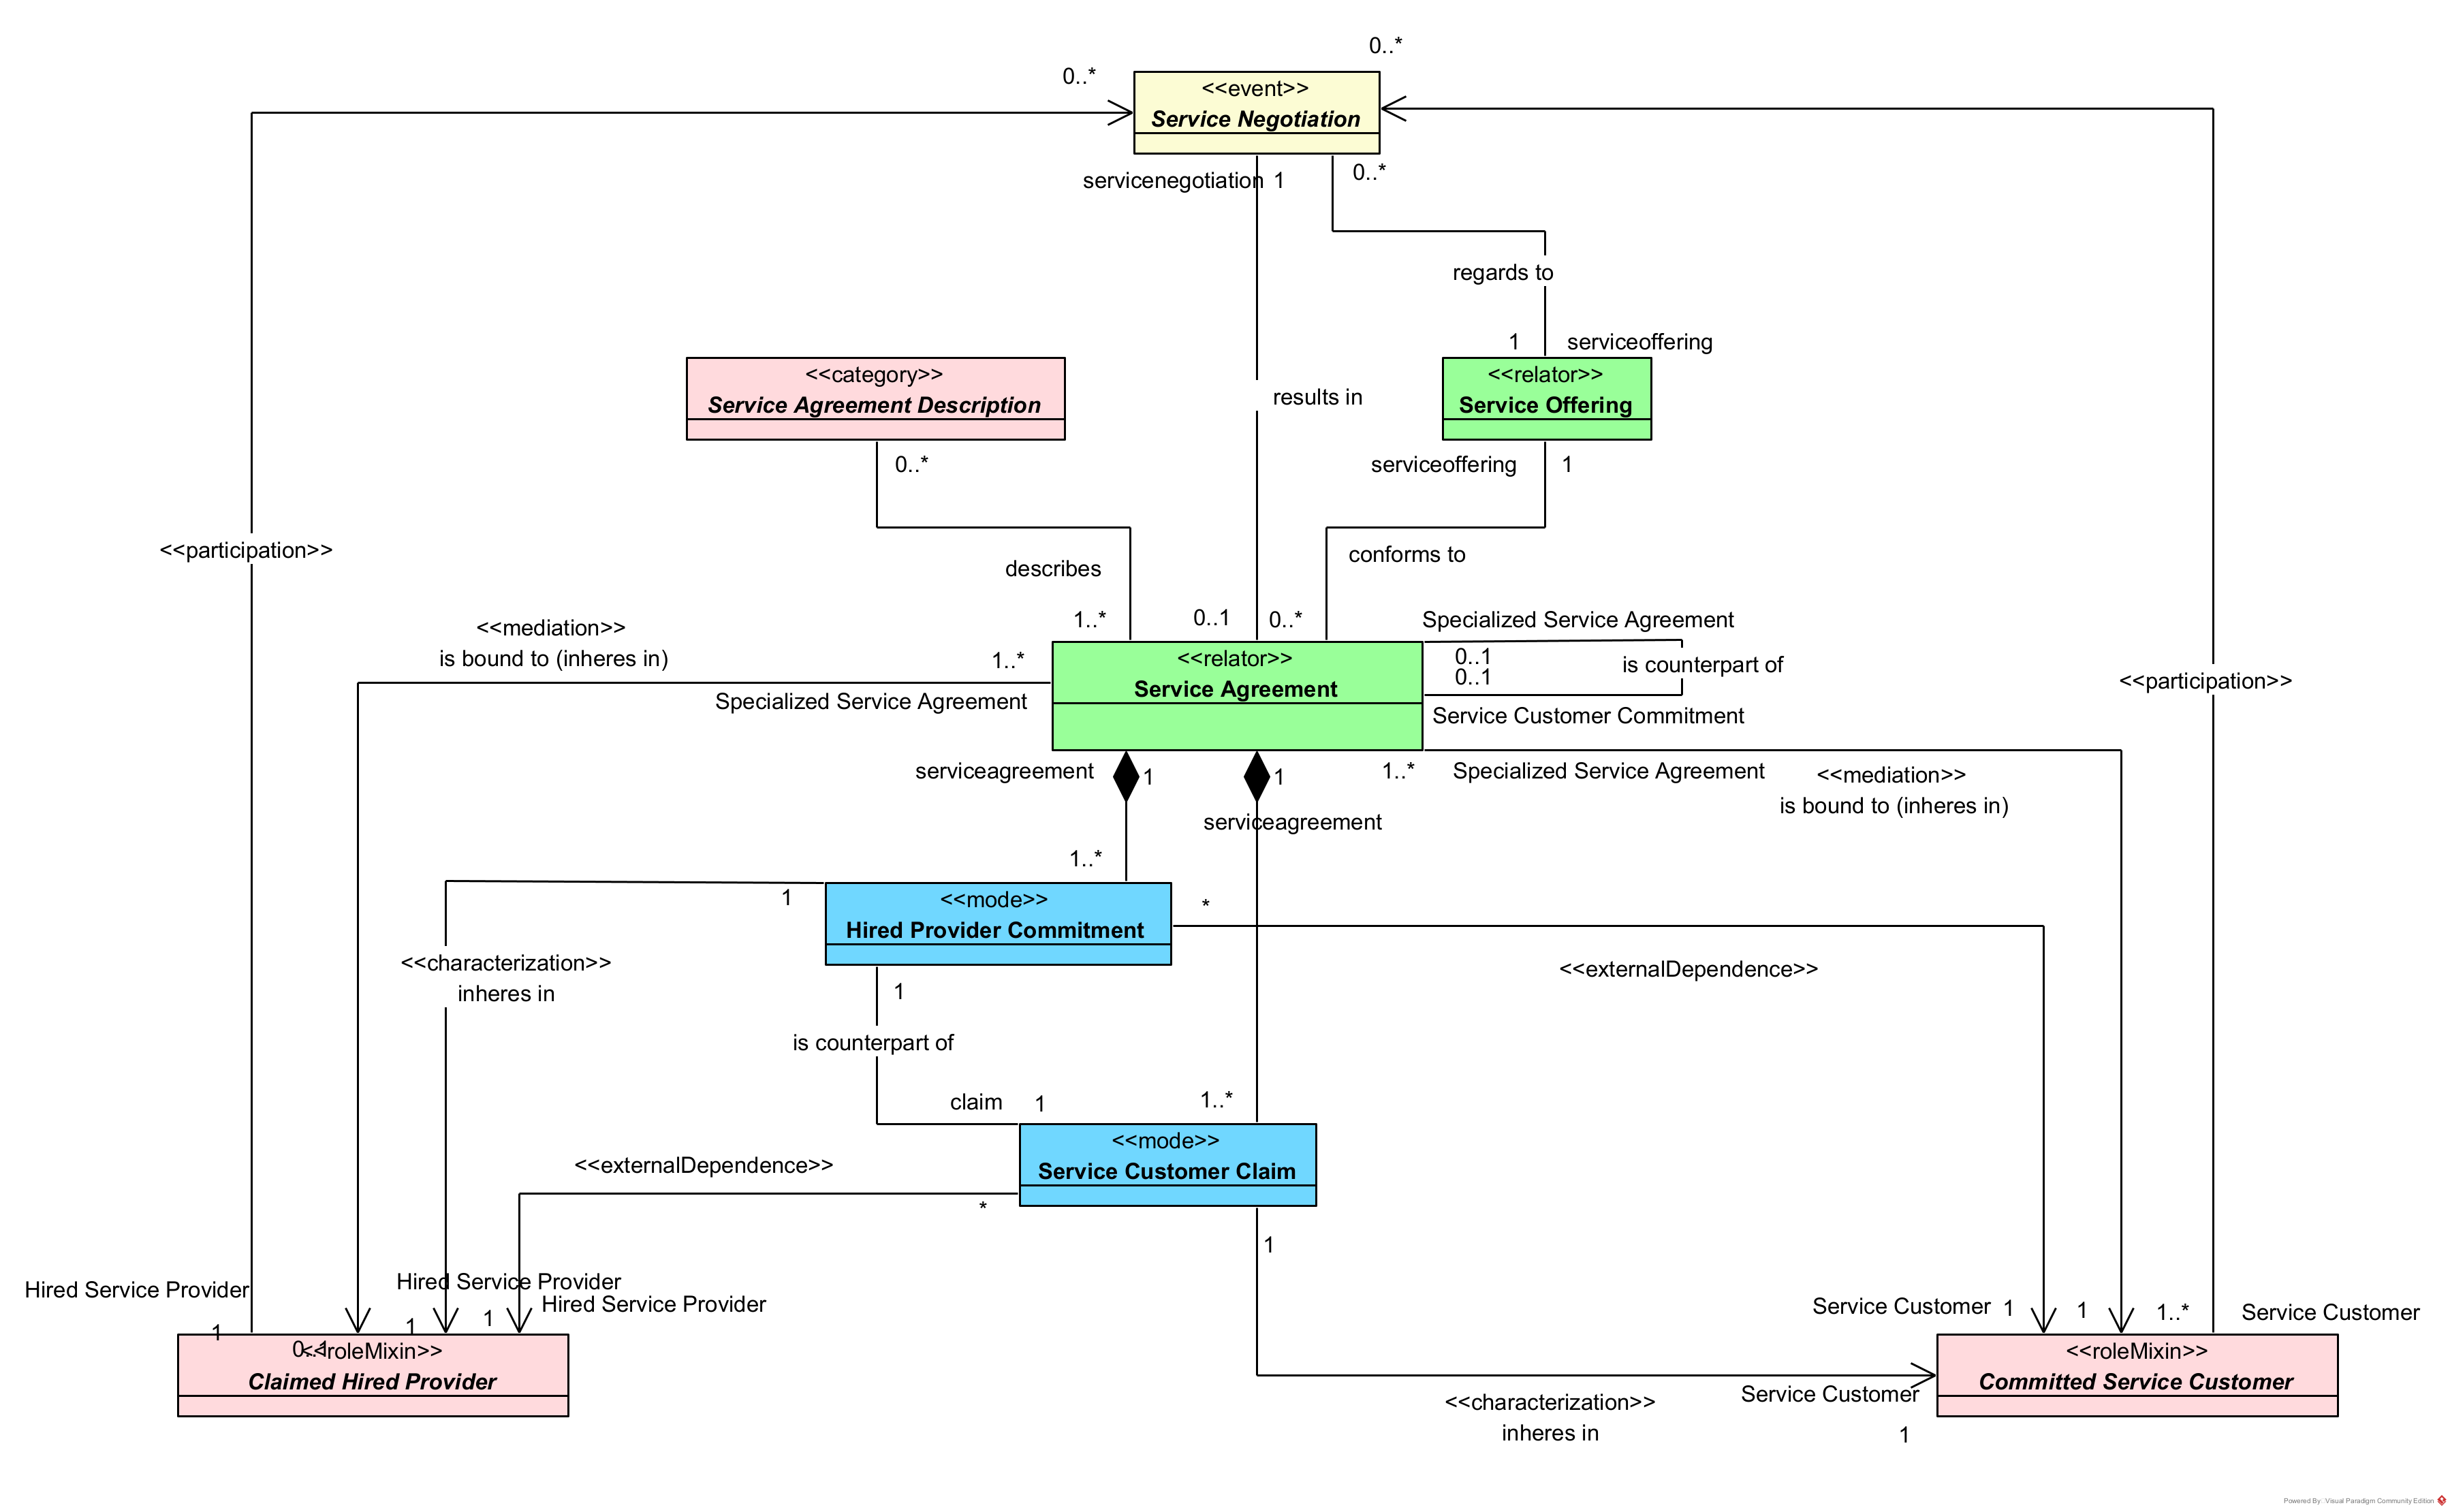 0..*
0..*
<<event>>
Service Negotiation
servicenegotiation
1
0..*
regards to
1
serviceoffering
<<category>>
Service Agreement Description
<<relator>>
Service Offering
results in
0..*
serviceoffering
1
<<participation>>
conforms to
describes
1..*
0..1
0..*
Specialized Service Agreement
<<mediation>>
is bound to (inheres in)
1..*
<<relator>>
Service Agreement
0..1
0..1
is counterpart of
<<participation>>
Specialized Service Agreement
Service Customer Commitment
serviceagreement
1
1
1..*
Specialized Service Agreement
<<mediation>>
is bound to (inheres in)
serviceagreement
1..*
1
<<mode>>
Hired Provider Commitment
*
<<characterization>>
inheres in
<<externalDependence>>
1
is counterpart of
claim
1
1..*
<<mode>>
Service Customer Claim
<<externalDependence>>
*
1
Hired Service Provider
Hired Service Provider
Hired Service Provider
1
1
1
0..1
<<roleMixin>>
Claimed Hired Provider
Service Customer
1
1
1..*
Service Customer
<<roleMixin>>
Committed Service Customer
<<characterization>>
inheres in
Service Customer
1
Powered By: Visual Paradigm Community Edition